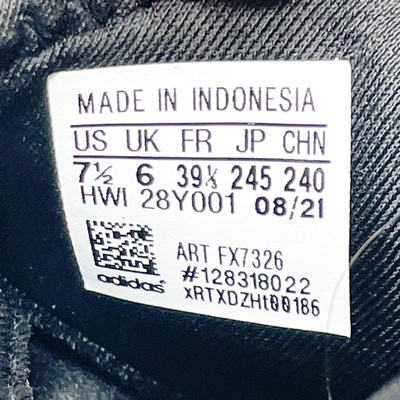 MADE IN INDONESIA
US UK FR JP CHN
7½ 6 39⅓ 245 240
HWI 28Y001 08/21
ART FX7326
#128318022
xRTXDZHt00186
adidas